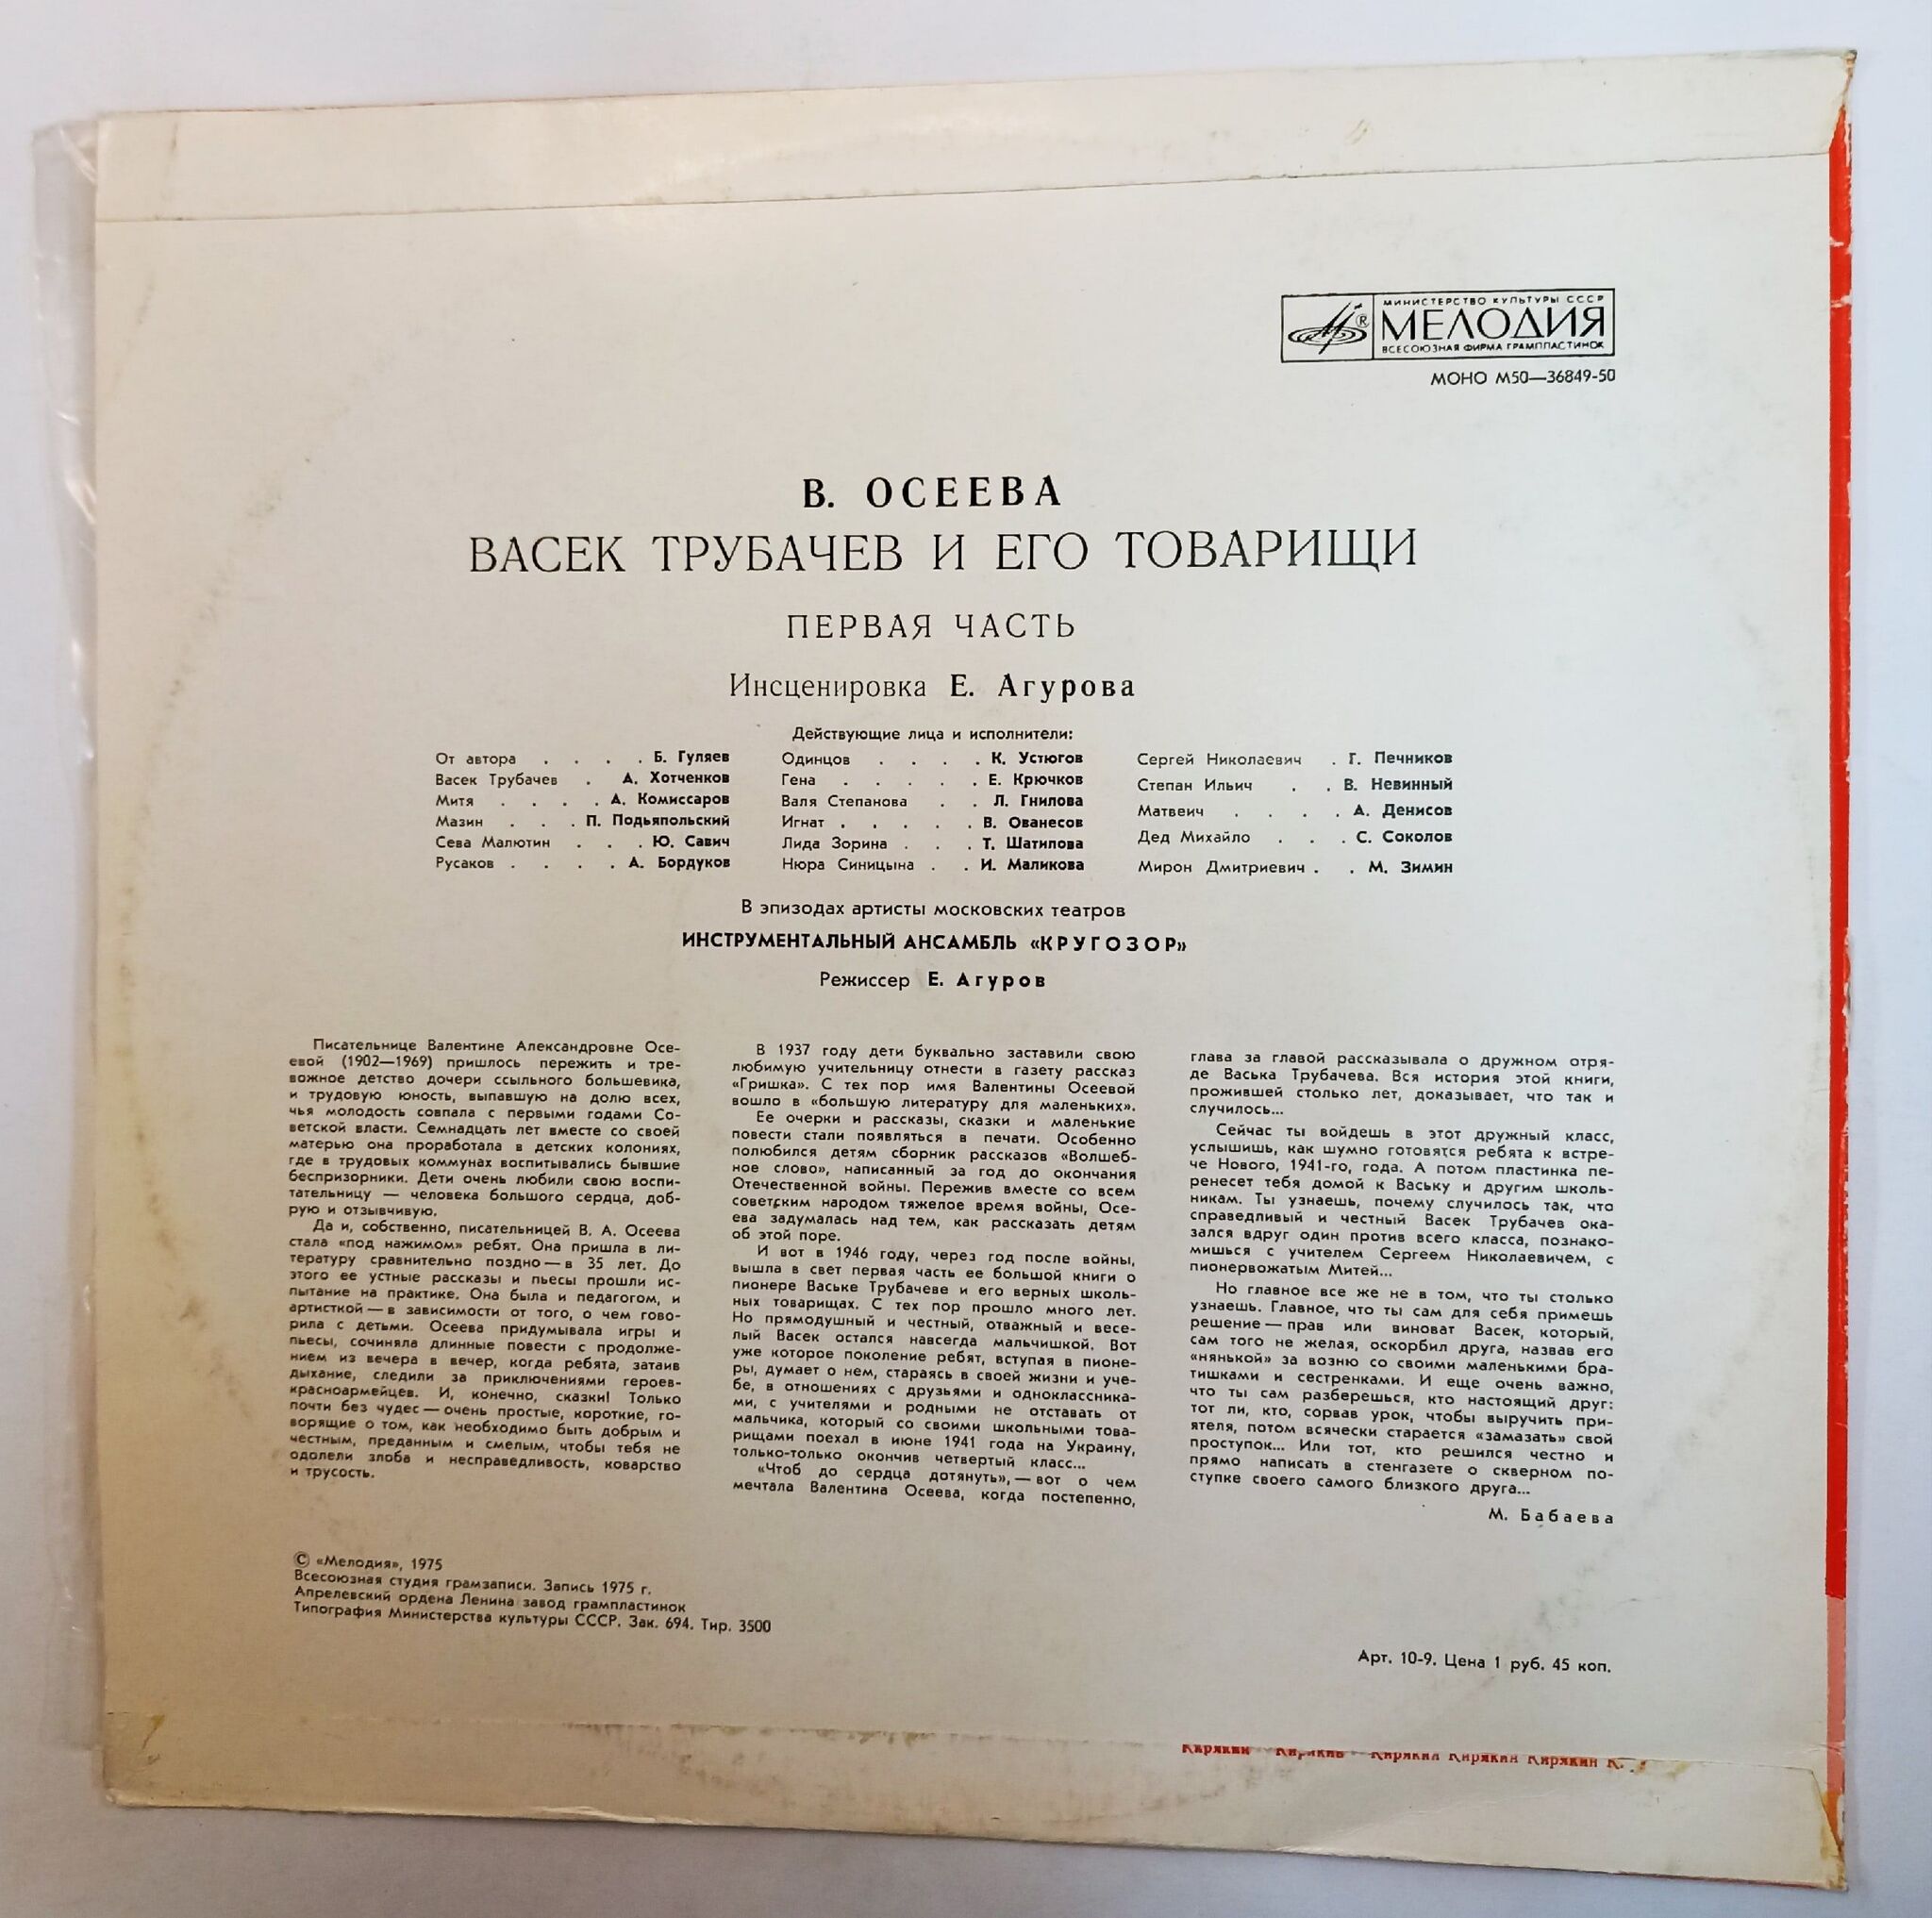 МИНИСТЕРСТВО КУЛЬТУРЫ СССР
МЕЛОДИЯ
ВСЕСОЮЗНАЯ ФИРМА ГРАМПЛАСТИНОК
МОНО М50—36849-50
В. ОСЕЕВА
ВАСЕК ТРУБАЧЕВ И ЕГО ТОВАРИЩИ
ПЕРВАЯ ЧАСТЬ
Инсценировка Е. Агурова
Действующие лица и исполнители:
От автора . . . . Б. Гуляев
Васек Трубачев . А. Хотченков
Митя . . . . А. Комиссаров
Мазин . . . П. Подьяпольский
Сева Малютин . . . Ю. Савич
Русаков . . . . А. Бордуков
Одинцов . . . . К. Устюгов
Гена . . . . . Е. Крючков
Валя Степанова . . Л. Гнилова
Игнат . . . . . В. Ованесов
Лида Зорина . . . Т. Шатилова
Нюра Синицына . . И. Маликова
Сергей Николаевич . Г. Печников
Степан Ильич . . В. Невинный
Матвеич . . . . А. Денисов
Дед Михайло . . . С. Соколов
Мирон Дмитриевич . . М. Зимин
В эпизодах артисты московских театров
ИНСТРУМЕНТАЛЬНЫЙ АНСАМБЛЬ «КРУГОЗОР»
Режиссер Е. Агуров
Писательнице Валентине Александровне Осе-
евой (1902—1969) пришлось пережить и тре-
вожное детство дочери ссыльного большевика,
и трудовую юность, выпавшую на долю всех,
чья молодость совпала с первыми годами Со-
ветской власти. Семнадцать лет вместе со своей
матерью она проработала в детских колониях,
где в трудовых коммунах воспитывались бывшие
беспризорники. Дети очень любили свою воспи-
тательницу — человека большого сердца, доб-
рую и отзывчивую.
Да и, собственно, писательницей В. А. Осеева
стала «под нажимом» ребят. Она пришла в ли-
тературу сравнительно поздно — в 35 лет. До
этого ее устные рассказы и пьесы прошли ис-
пытание на практике. Она была и педагогом, и
артисткой — в зависимости от того, о чем гово-
рила с детьми. Осеева придумывала игры и
пьесы, сочиняла длинные повести с продолже-
нием из вечера в вечер, когда ребята, затаив
дыхание, следили за приключениями героев-
красноармейцев. И, конечно, сказки! Только
почти без чудес — очень простые, короткие, го-
ворящие о том, как необходимо быть добрым и
честным, преданным и смелым, чтобы тебя не
одолели злоба и несправедливость, коварство
и трусость.
В 1937 году дети буквально заставили свою
любимую учительницу отнести в газету рассказ
«Гришка». С тех пор имя Валентины Осеевой
вошло в «большую литературу для маленьких».
Ее очерки и рассказы, сказки и маленькие
повести стали появляться в печати. Особенно
полюбился детям сборник рассказов «Волшеб-
ное слово», написанный за год до окончания
Отечественной войны. Пережив вместе со всем
советским народом тяжелое время войны, Осе-
ева задумалась над тем, как рассказать детям
об этой поре.
И вот в 1946 году, через год после войны,
вышла в свет первая часть ее большой книги о
пионере Ваське Трубачеве и его верных школь-
ных товарищах. С тех пор прошло много лет.
Но прямодушный и честный, отважный и весе-
лый Васек остался навсегда мальчишкой. Вот
уже которое поколение ребят, вступая в пионе-
ры, думает о нем, стараясь в своей жизни и уче-
бе, в отношениях с друзьями и одноклассника-
ми, с учителями и родными не отставать от
мальчика, который со своими школьными това-
рищами поехал в июне 1941 года на Украину,
только-только окончив четвертый класс...
«Чтоб до сердца дотянуть», — вот о чем
мечтала Валентина Осеева, когда постепенно,
глава за главой рассказывала о дружном отря-
де Васька Трубачева. Вся история этой книги,
прожившей столько лет, доказывает, что так и
случилось...
Сейчас ты войдешь в этот дружный класс,
услышишь, как шумно готовятся ребята к встре-
че Нового, 1941-го, года. А потом пластинка пе-
ренесет тебя домой к Ваську и другим школь-
никам. Ты узнаешь, почему случилось так, что
справедливый и честный Васек Трубачев ока-
зался вдруг один против всего класса, познако-
мишься с учителем Сергеем Николаевичем, с
пионервожатым Митей...
Но главное все же не в том, что ты столько
узнаешь. Главное, что ты сам для себя примешь
решение — прав или виноват Васек, который,
сам того не желая, оскорбил друга, назвав его
«нянькой» за возню со своими маленькими бра-
тишками и сестренками. И еще очень важно,
что ты сам разберешься, кто настоящий друг:
тот ли, кто, сорвав урок, чтобы выручить при-
ятеля, потом всячески старается «замазать» свой
проступок... Или тот, кто решился честно и
прямо написать в стенгазете о скверном по-
ступке своего самого близкого друга...
М. Бабаева
© «Мелодия», 1975
Всесоюзная студия грамзаписи. Запись 1975 г.
Апрелевский ордена Ленина завод грампластинок
Типография Министерства культуры СССР. Зак. 694. Тир. 3500
Арт. 10-9. Цена 1 руб. 45 коп.
Кирякин Кирякин Кирякин Кирякин Кирякин К.